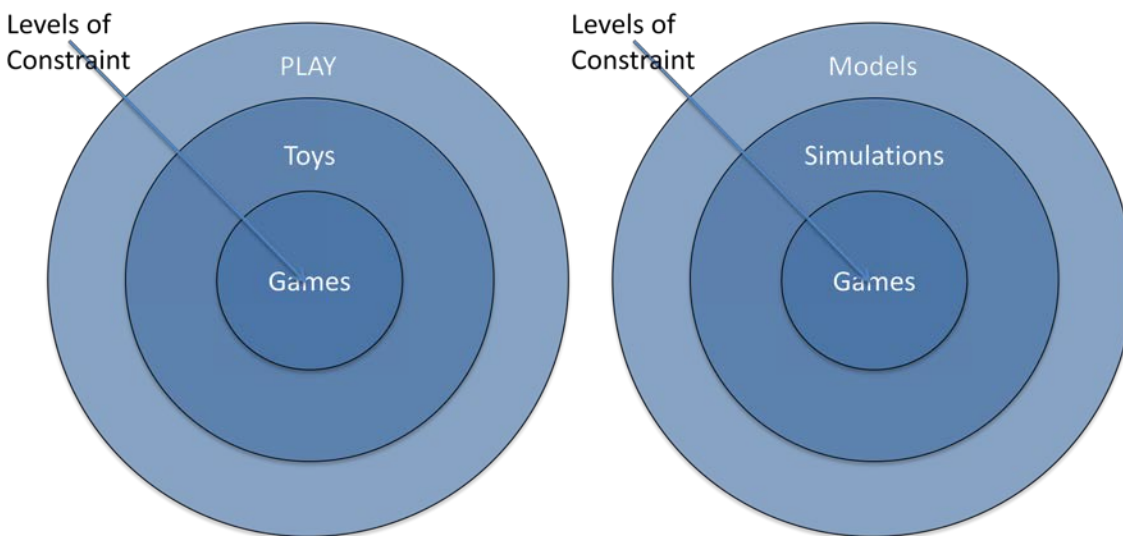 Levels of
Constraint
PLAY
Toys
Games
Levels of
Constraint
Models
Simulations
Games